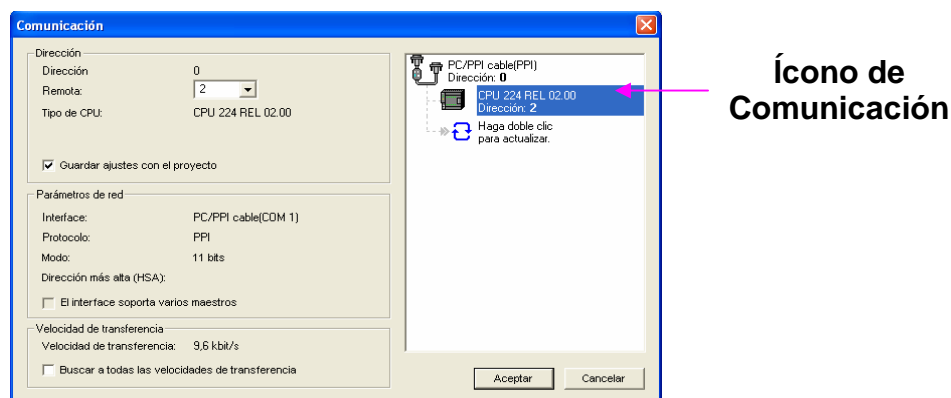 Comunicación
Dirección
Dirección 0
Remota: 2
Tipo de CPU: CPU 224 REL 02.00
Guardar ajustes con el proyecto
Parámetros de red
Interface: PC/PPI cable(COM 1)
Protocolo: PPI
Modo: 11 bits
Dirección más alta (HSA):
El interface soporta varios maestros
Velocidad de transferencia
Velocidad de transferencia: 9,6 kbit/s
Buscar a todas las velocidades de transferencia
PC/PPI cable(PPI)
Dirección: 0
CPU 224 REL 02.00
Dirección: 2
Haga doble clic
para actualizar.
Aceptar Cancelar
Ícono de
Comunicación